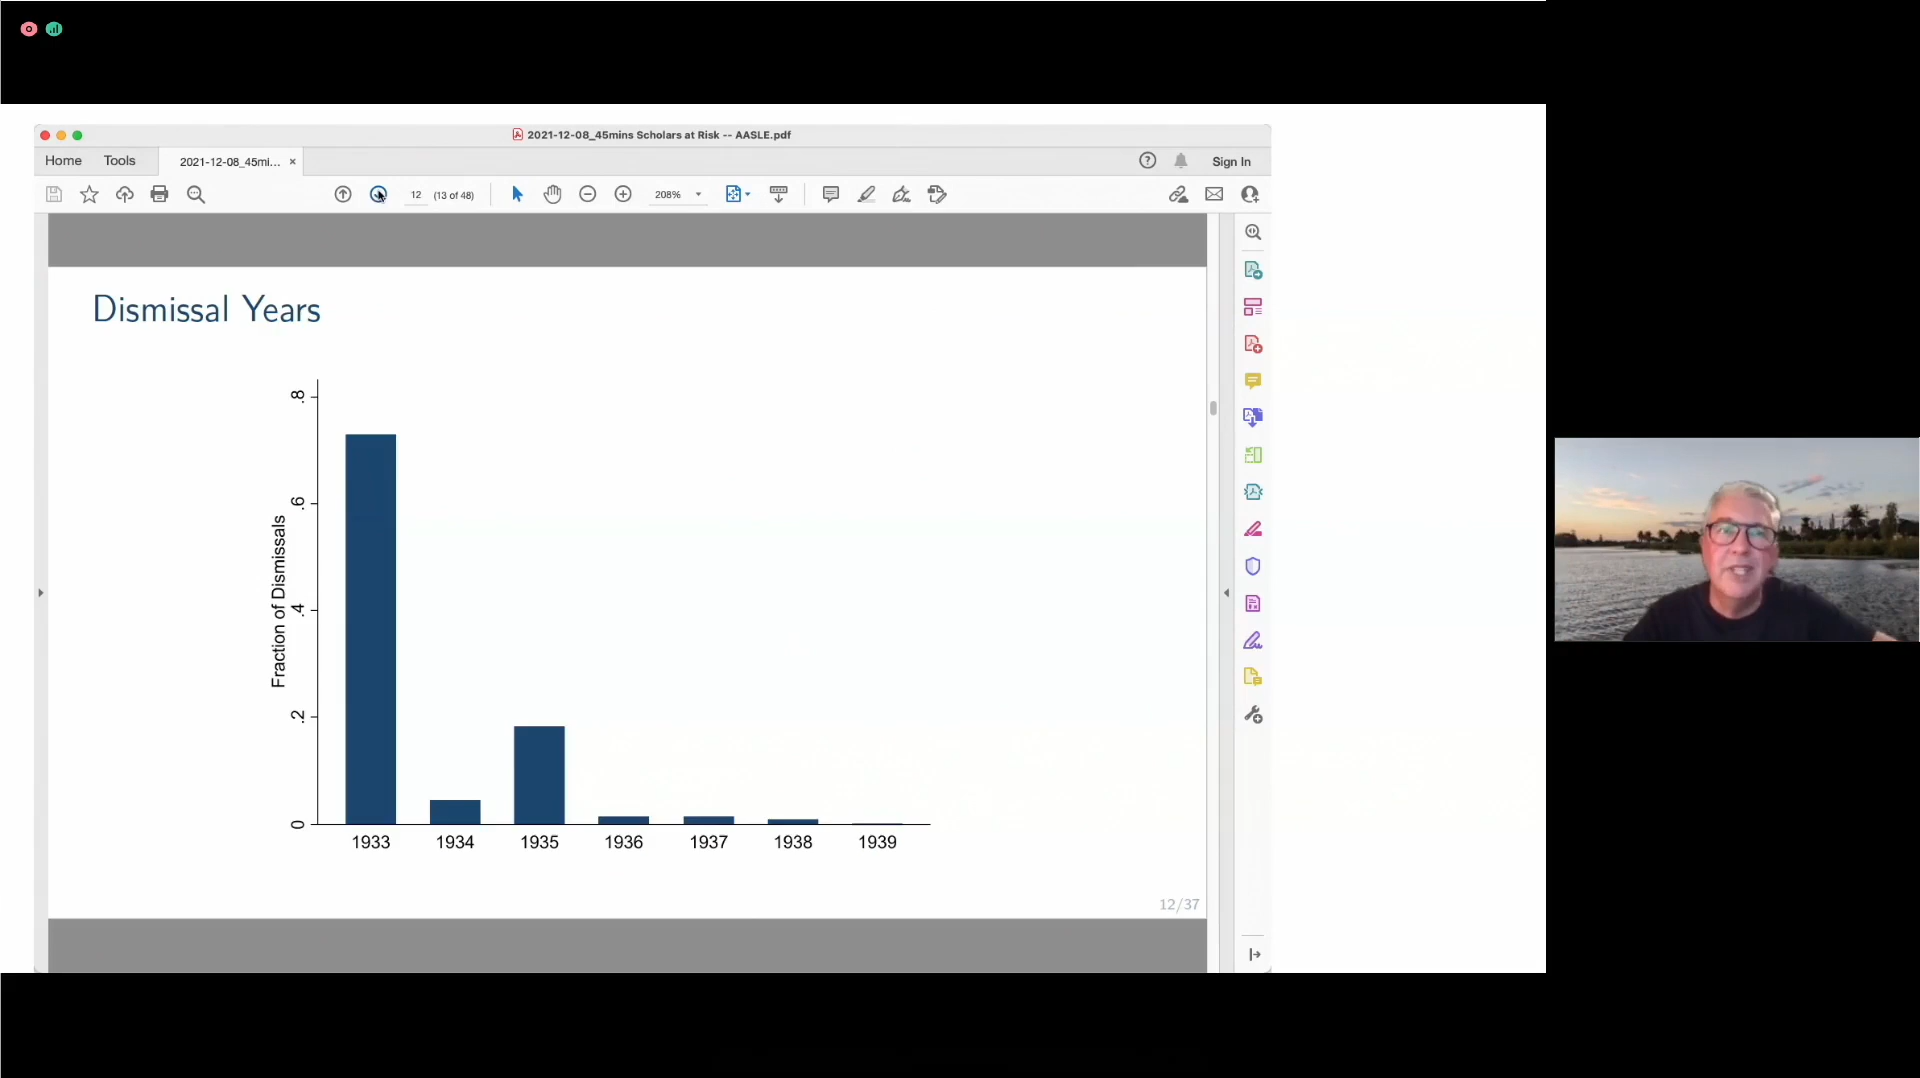 2021-12-08_45mins Scholars at Risk -- AASLE.pdf
Home Tools 2021-12-08_45mi... × Sign In
12 (13 of 48) 208%
Dismissal Years
Fraction of Dismissals
.8
.6
.4
.2
0
1933 1934 1935 1936 1937 1938 1939
12/37